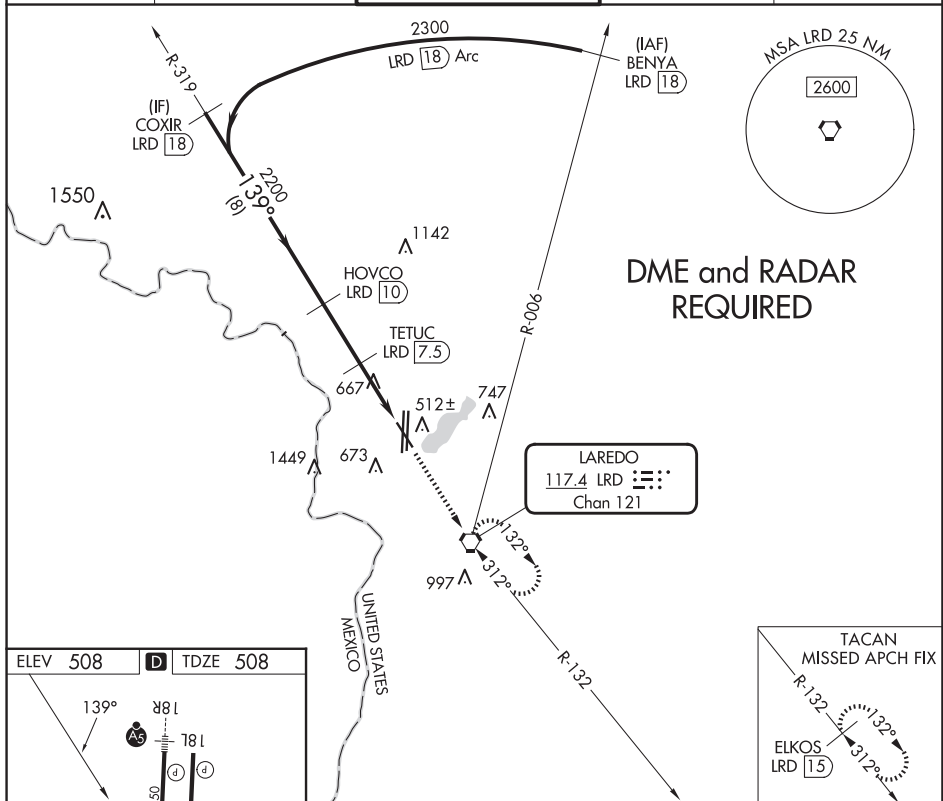 2300
LRD 18 Arc
(IAF)
BENYA
LRD 18
MSA LRD 25 NM
2600
R-319
(IF)
COXIR
LRD 18
2200
139°
(8)
1550
1142
HOVCO
LRD 10
DME and RADAR
REQUIRED
R-006
TETUC
LRD 7.5
667
512±
747
1449
673
LAREDO
117.4 LRD
Chan 121
132°
312°
997
UNITED STATES
MEXICO
R-132
ELEV 508 D TDZE 508
139°
18R
18L
A5
P
P
50
TACAN
MISSED APCH FIX
R-132
132°
312°
ELKOS
LRD 15